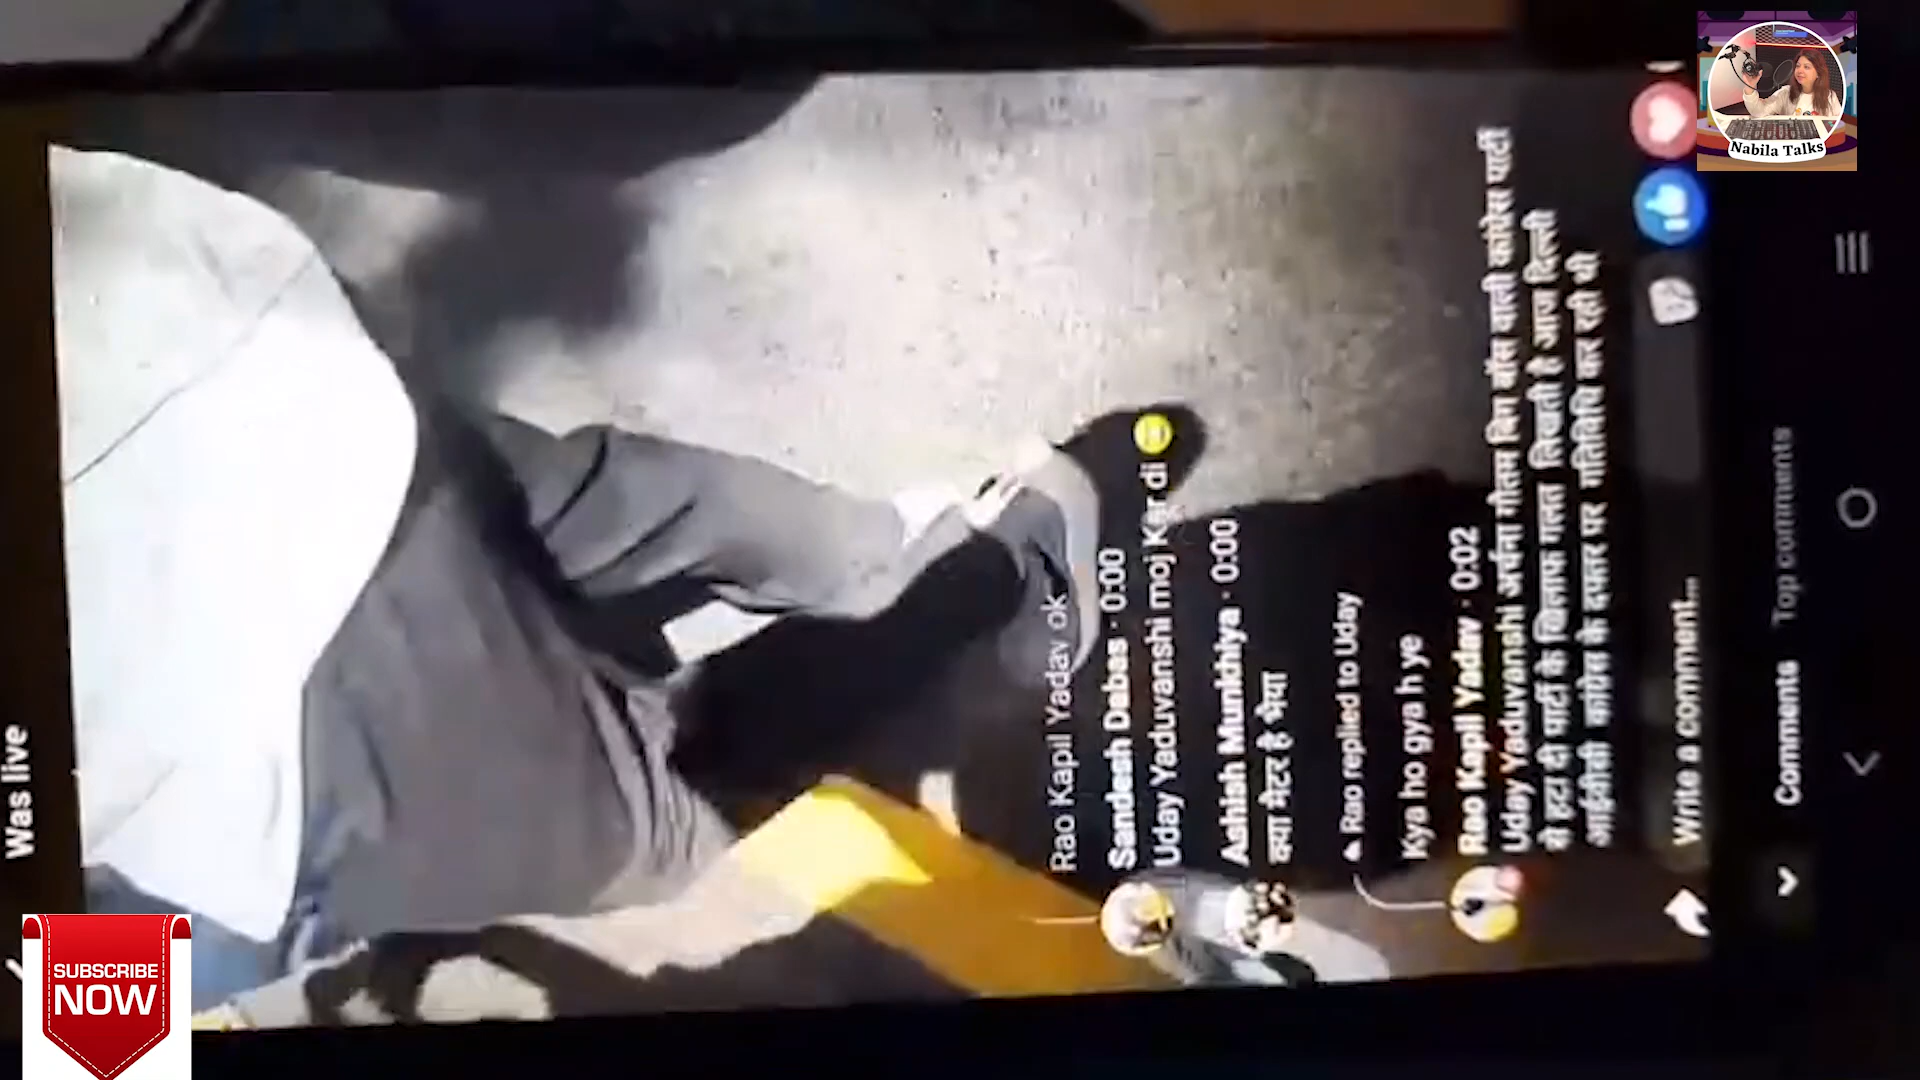 Was live
Rao Kapil Yadav ok
Sandesh Dabas · 0:00
Uday Yaduvanshi moj Kar di
Ashish Munkhiya · 0:00
क्या मैटर है भैया
Rao replied to Uday
Kya ho gya h ye
Rao Kapil Yadav · 0:02
Uday Yaduvanshi अर्चना गौतम बिग बॉस वाली कांग्रेस पार्टी
से हटा दी पार्टी के खिलाफ गलत लिखती है आज दिल्ली
आईसीसी कांग्रेस के दफ्तर पर गतिविधि कर रही थी
Write a comment...
Comments Top comments
Nabila Talks
SUBSCRIBE
NOW